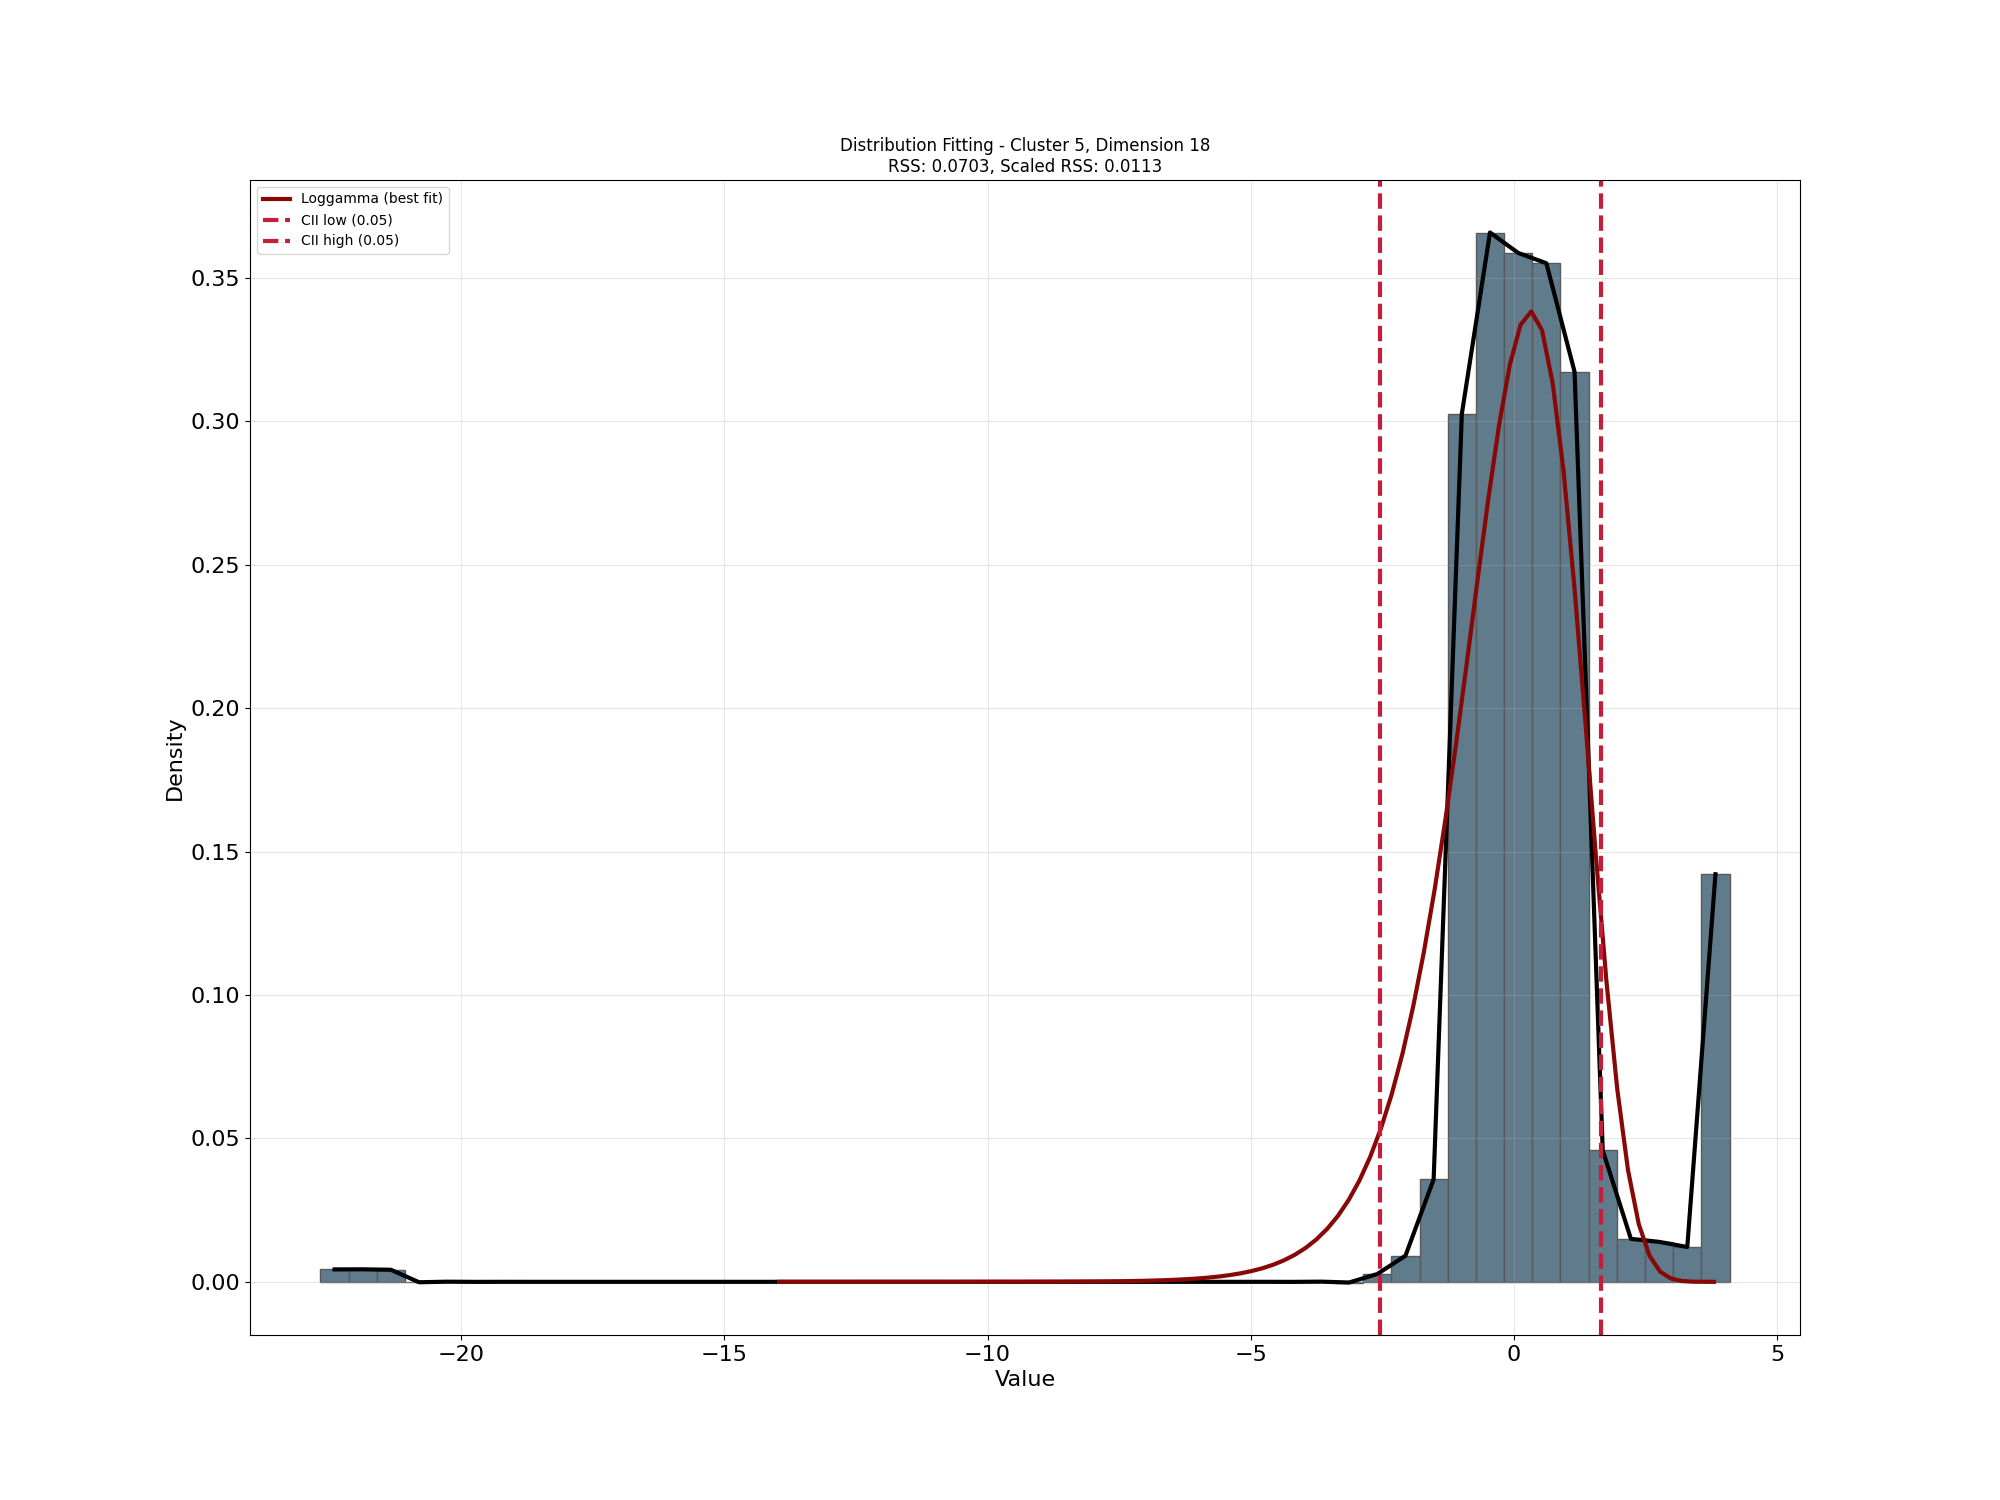 Distribution Fitting - Cluster 5, Dimension 18
RSS: 0.0703, Scaled RSS: 0.0113
Loggamma (best fit)
CII low (0.05)
CII high (0.05)
0.35
0.30
0.25
0.20
0.15
0.10
0.05
0.00
Density
−20
−15
−10
−5
0
5
Value